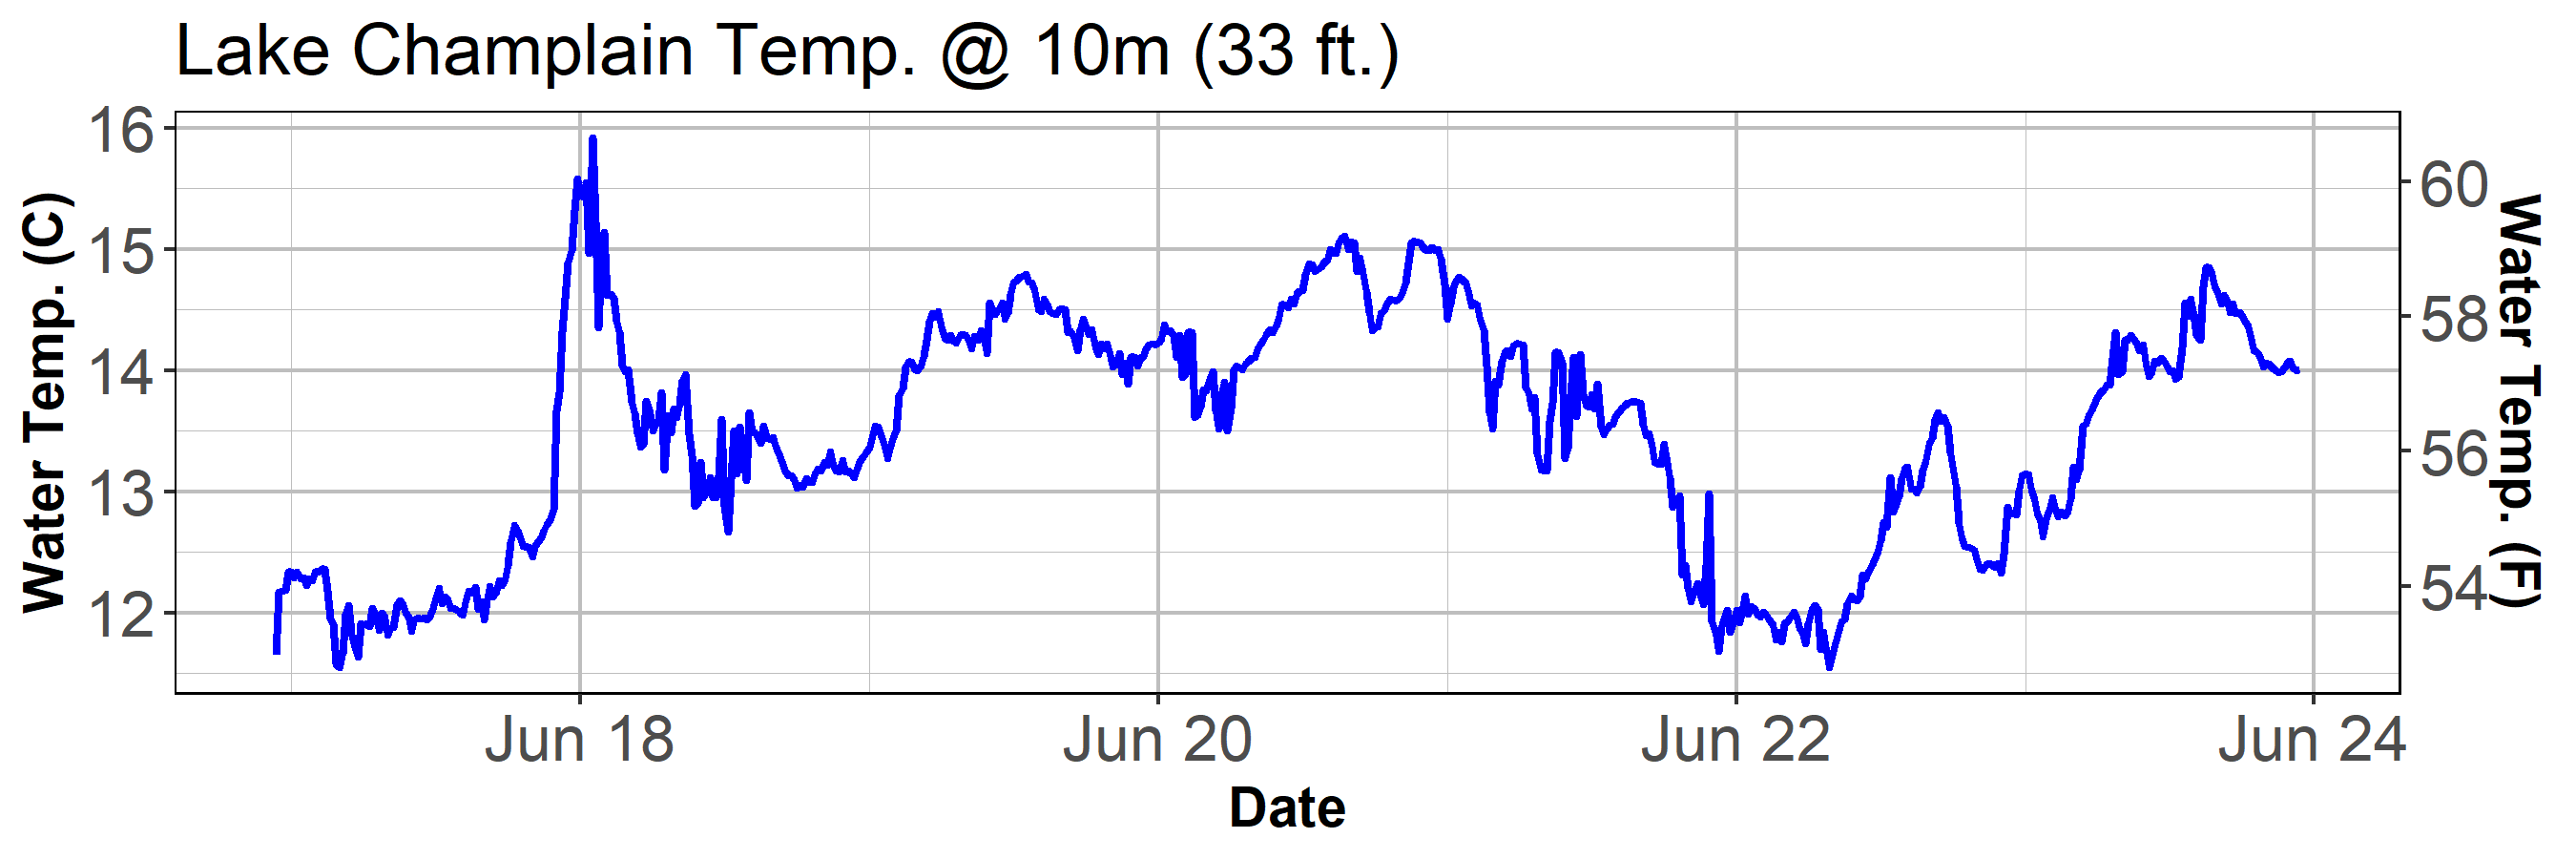 Lake Champlain Temp. @ 10m (33 ft.)
Water Temp. (C)
16
15
14
13
12
60
58
56
54
Water Temp. (F)
Jun 18
Jun 20
Jun 22
Jun 24
Date